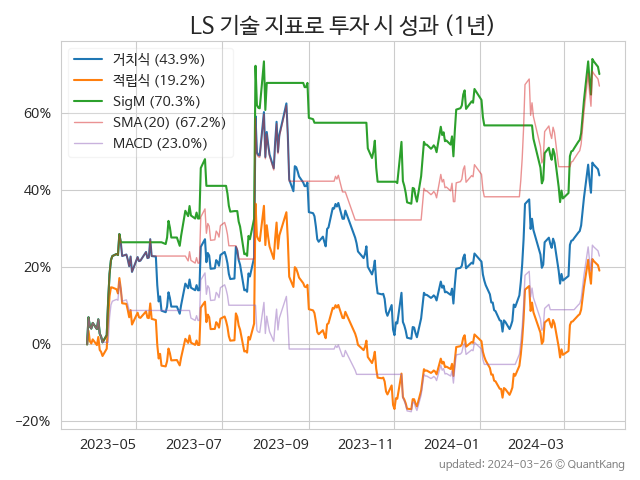 LS 기술 지표로 투자 시 성과 (1년)
거치식 (43.9%)
적립식 (19.2%)
SigM (70.3%)
SMA(20) (67.2%)
MACD (23.0%)
60%
40%
20%
0%
−20%
2023-05 2023-07 2023-09 2023-11 2024-01 2024-03
updated: 2024-03-26 © QuantKang